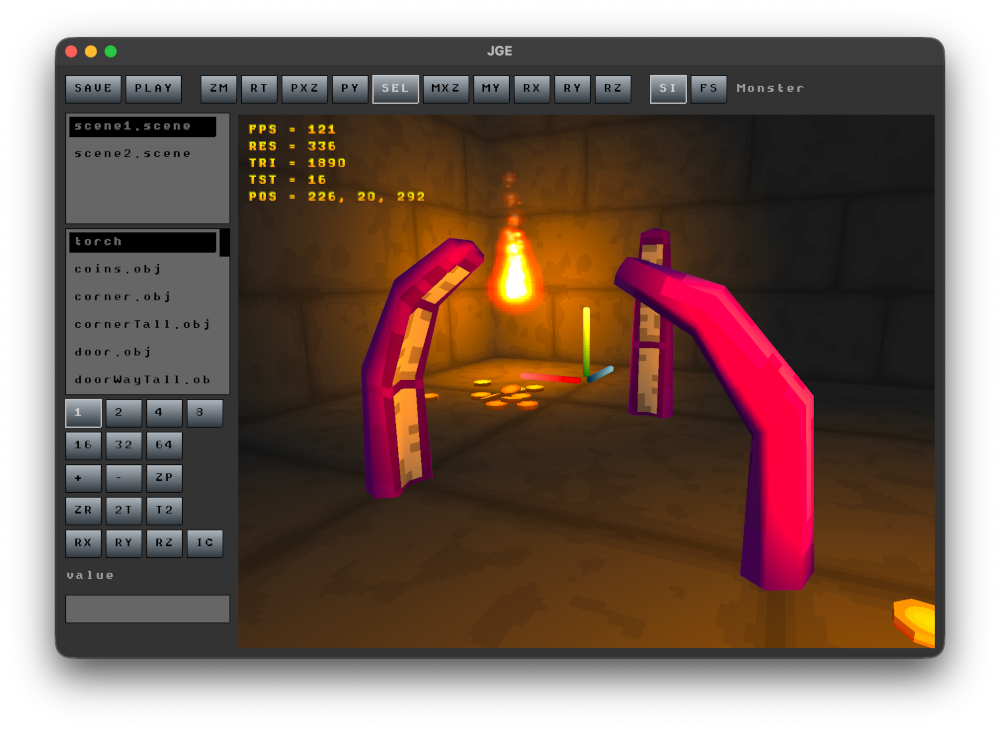 JGE
SAVE PLAY ZM RT PXZ PY SEL MXZ MY RX RY RZ SI FS Monster
scene1.scene
scene2.scene
torch
coins.obj
corner.obj
cornerTall.obj
door.obj
doorWayTall.ob
1 2 4 8
16 32 64
+ - ZP
ZR 2T T2
RX RY RZ IC
value
FPS = 121
RES = 336
TRI = 1890
TST = 16
POS = 226, 20, 292